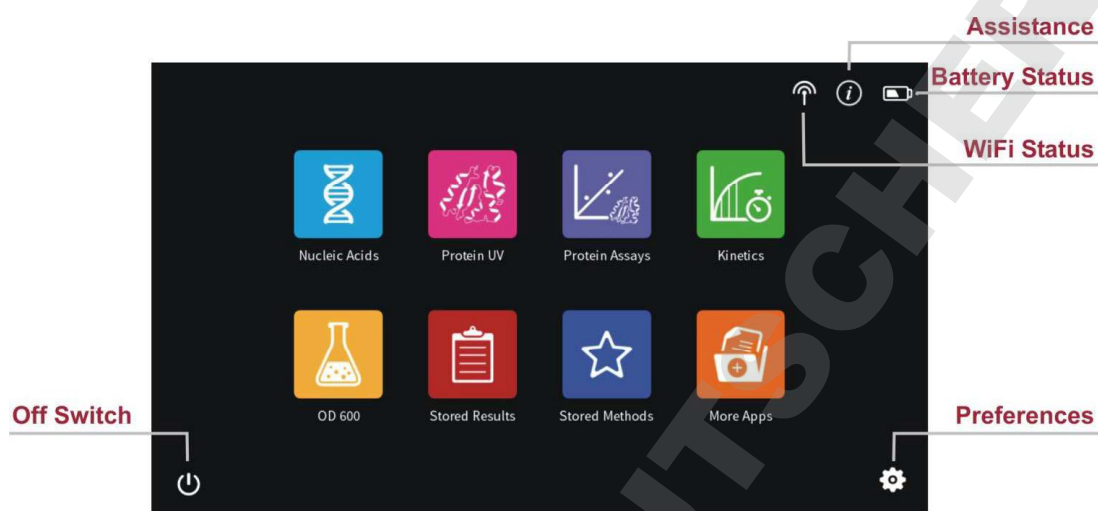 Assistance
Battery Status
WiFi Status
Nucleic Acids
Protein UV
Protein Assays
Kinetics
OD 600
Stored Results
Stored Methods
More Apps
Off Switch
Preferences